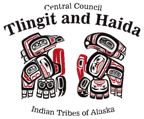 Central Council
Tlingit and Haida
Indian Tribes of Alaska